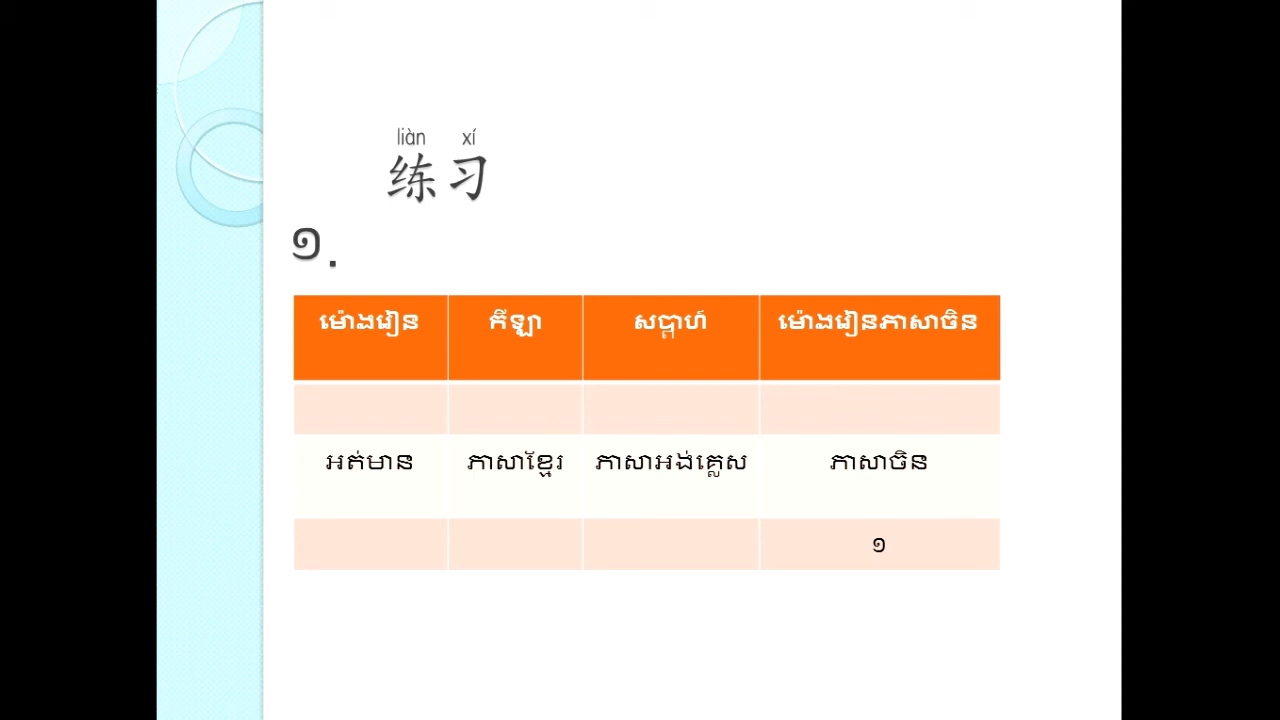 liàn xí
练习
១.
ម៉ោងរៀន កីឡា សប្តាហ៍ ម៉ោងរៀនភាសាចិន
អត់មាន ភាសាខ្មែរ ភាសាអង់គ្លេស ភាសាចិន
១